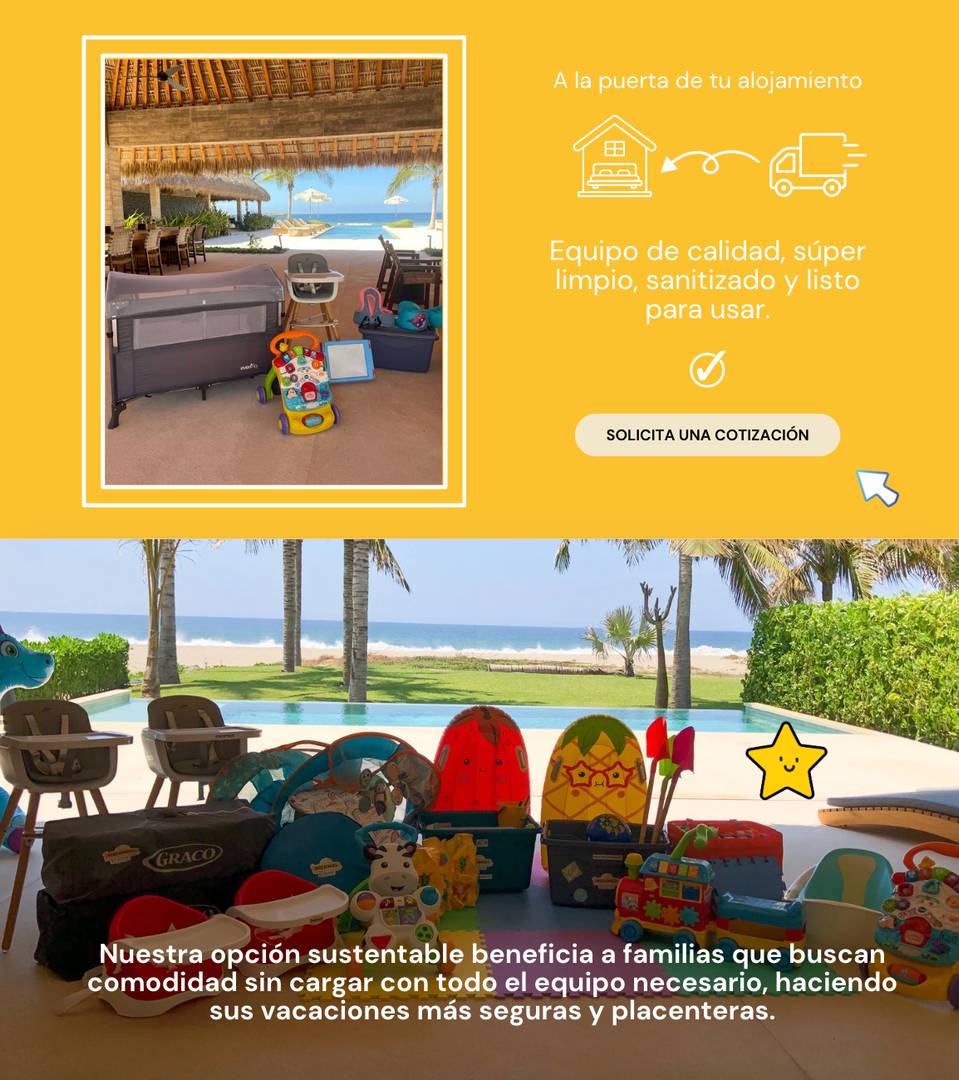 A la puerta de tu alojamiento
Equipo de calidad, súper
limpio, sanitizado y listo
para usar.
SOLICITA UNA COTIZACIÓN
GRACO
Nuestra opción sustentable beneficia a familias que buscan
comodidad sin cargar con todo el equipo necesario, haciendo
sus vacaciones más seguras y placenteras.